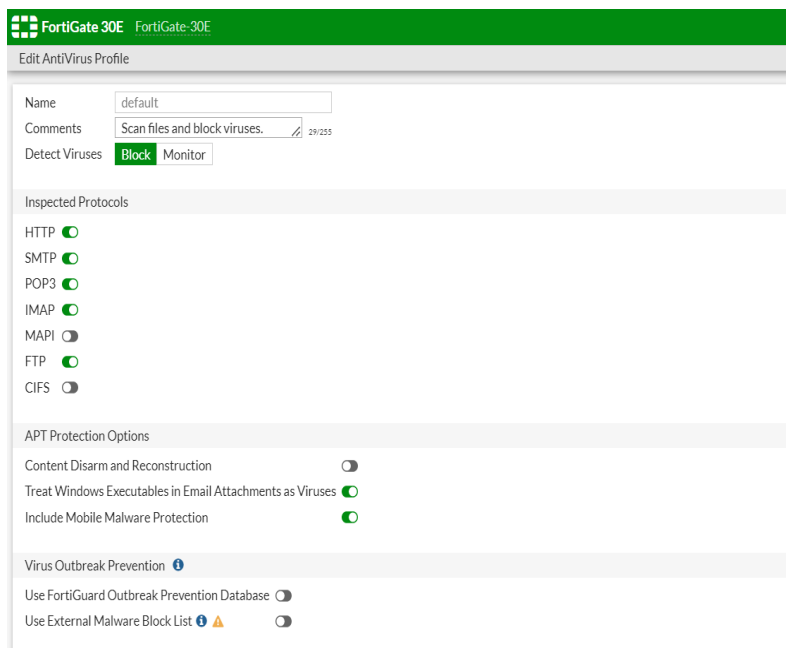 FortiGate 30E FortiGate-30E
Edit AntiVirus Profile
Name default
Comments Scan files and block viruses. 29/255
Detect Viruses Block Monitor
Inspected Protocols
HTTP
SMTP
POP3
IMAP
MAPI
FTP
CIFS
APT Protection Options
Content Disarm and Reconstruction
Treat Windows Executables in Email Attachments as Viruses
Include Mobile Malware Protection
Virus Outbreak Prevention
Use FortiGuard Outbreak Prevention Database
Use External Malware Block List